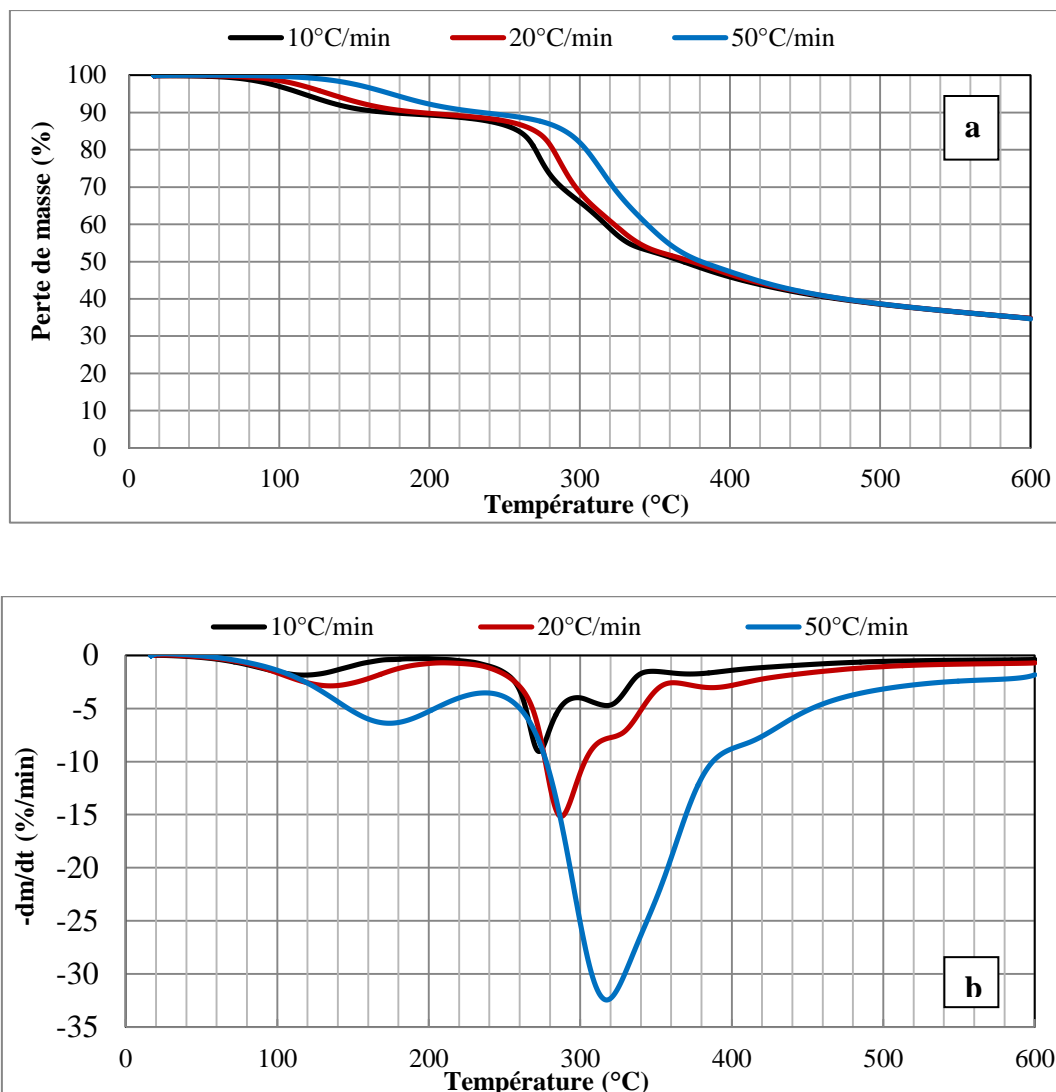 10°C/min 20°C/min 50°C/min
100
90
80
70
60
50
40
30
20
10
0
Perte de masse (%)
a
0 100 200 300 400 500 600
Température (°C)
10°C/min 20°C/min 50°C/min
0
-5
-10
-15
-20
-25
-30
-35
-dm/dt (%/min)
b
0 100 200 300 400 500 600
Température (°C)